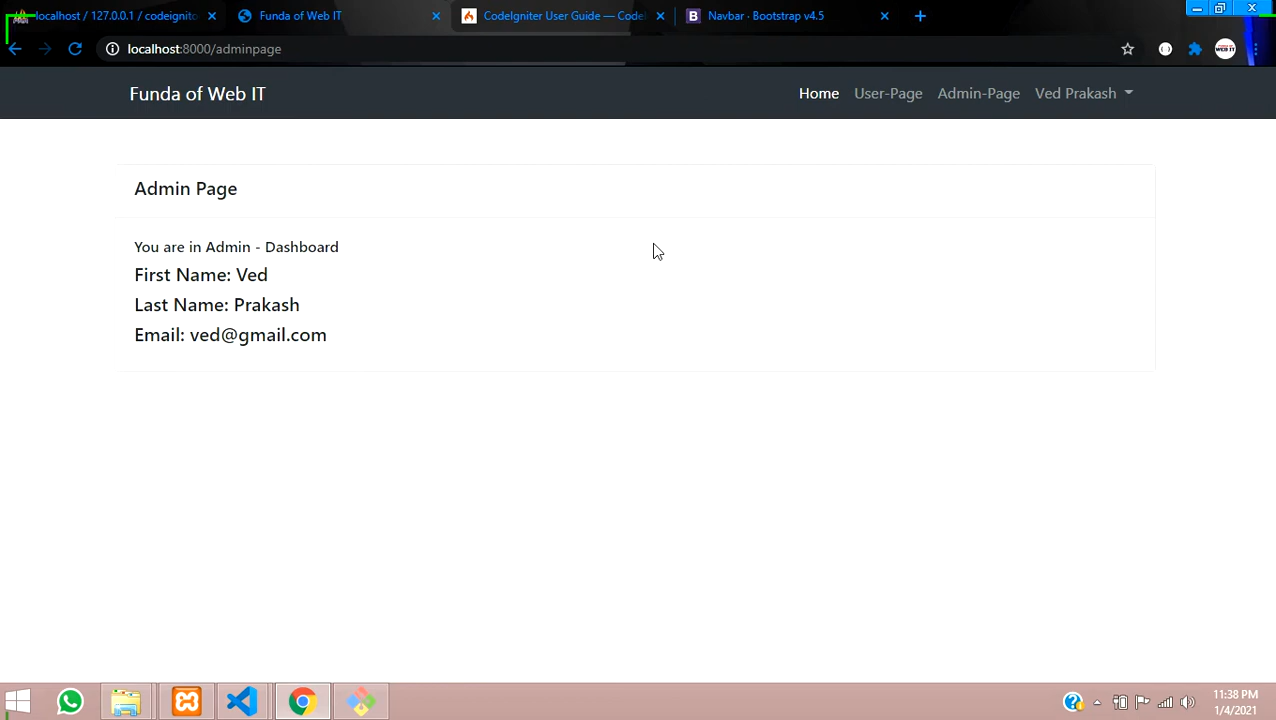 localhost / 127.0.0.1 / codeignito
Funda of Web IT
CodeIgniter User Guide — Code
Navbar · Bootstrap v4.5
localhost:8000/adminpage
Funda of Web IT
Home
User-Page
Admin-Page
Ved Prakash
Admin Page
You are in Admin - Dashboard
First Name: Ved
Last Name: Prakash
Email: ved@gmail.com
11:38 PM
1/4/2021